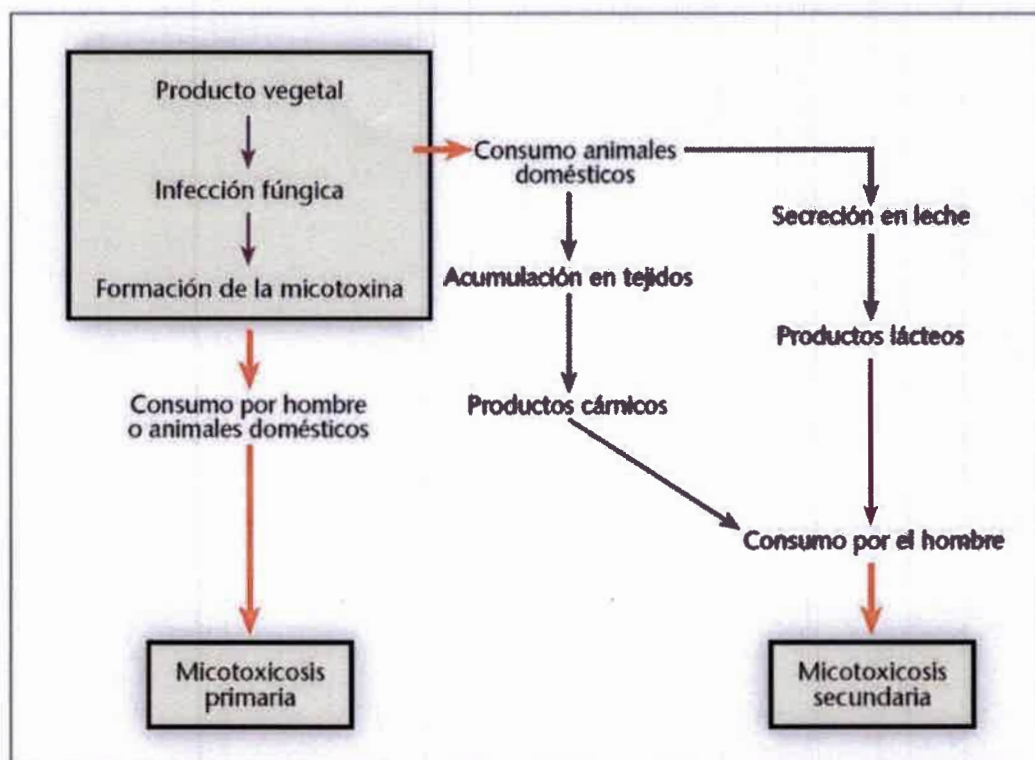 Producto vegetal
Infección fúngica
Formación de la micotoxina
Consumo por hombre
o animales domésticos
Micotoxicosis
primaria
Consumo animales
domésticos
Acumulación en tejidos
Productos cárnicos
Secreción en leche
Productos lácteos
Consumo por el hombre
Micotoxicosis
secundaria